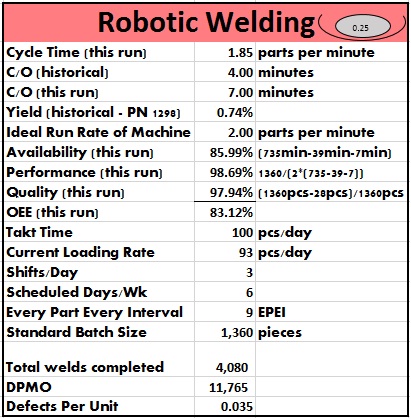 Robotic Welding 0.25
Cycle Time (this run) 1.85 parts per minute
C/O (historical) 4.00 minutes
C/O (this run) 7.00 minutes
Yield (historical - PN 1298) 0.74%
Ideal Run Rate of Machine 2.00 parts per minute
Availability (this run) 85.99% (735min-39min-7min)
Performance (this run) 98.69% 1360/(2*(735-39-7))
Quality (this run) 97.94% (1360pcs-28pcs)/1360pcs
OEE (this run) 83.12%
Takt Time 100 pcs/day
Current Loading Rate 93 pcs/day
Shifts/Day 3
Scheduled Days/Wk 6
Every Part Every Interval 9 EPEI
Standard Batch Size 1,360 pieces
Total welds completed 4,080
DPMO 11,765
Defects Per Unit 0.035